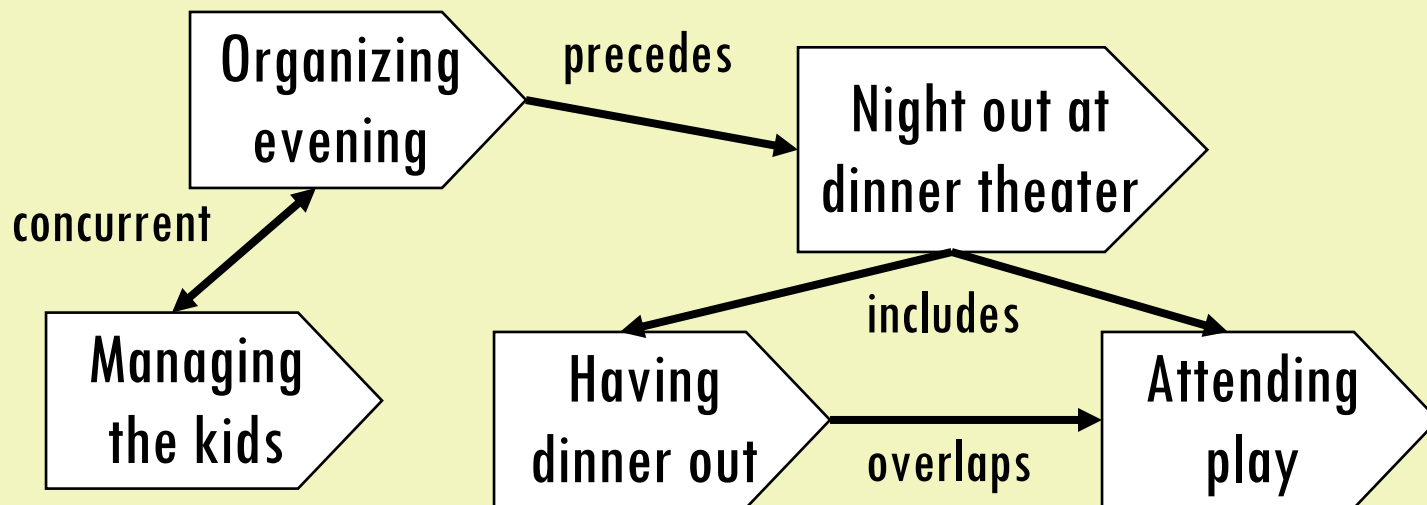 Organizing
evening
precedes
Night out at
dinner theater
concurrent
includes
Managing
the kids
Having
dinner out
overlaps
Attending
play